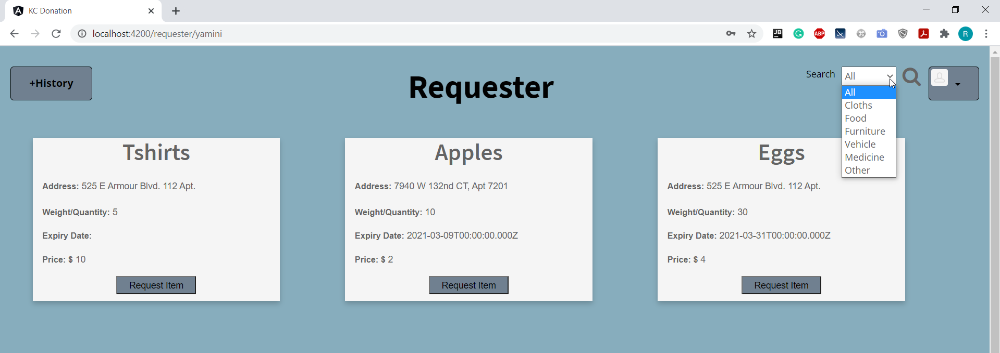 KC Donation
localhost:4200/requester/yamini
JB
G
ABP
R
+History
Requester
Search
All
All
Cloths
Food
Furniture
Vehicle
Medicine
Other
Tshirts
Address: 525 E Armour Blvd. 112 Apt.
Weight/Quantity: 5
Expiry Date:
Price: $ 10
Request Item
Apples
Address: 7940 W 132nd CT, Apt 7201
Weight/Quantity: 10
Expiry Date: 2021-03-09T00:00:00.000Z
Price: $ 2
Request Item
Eggs
Address: 525 E Armour Blvd. 112 Apt.
Weight/Quantity: 30
Expiry Date: 2021-03-31T00:00:00.000Z
Price: $ 4
Request Item